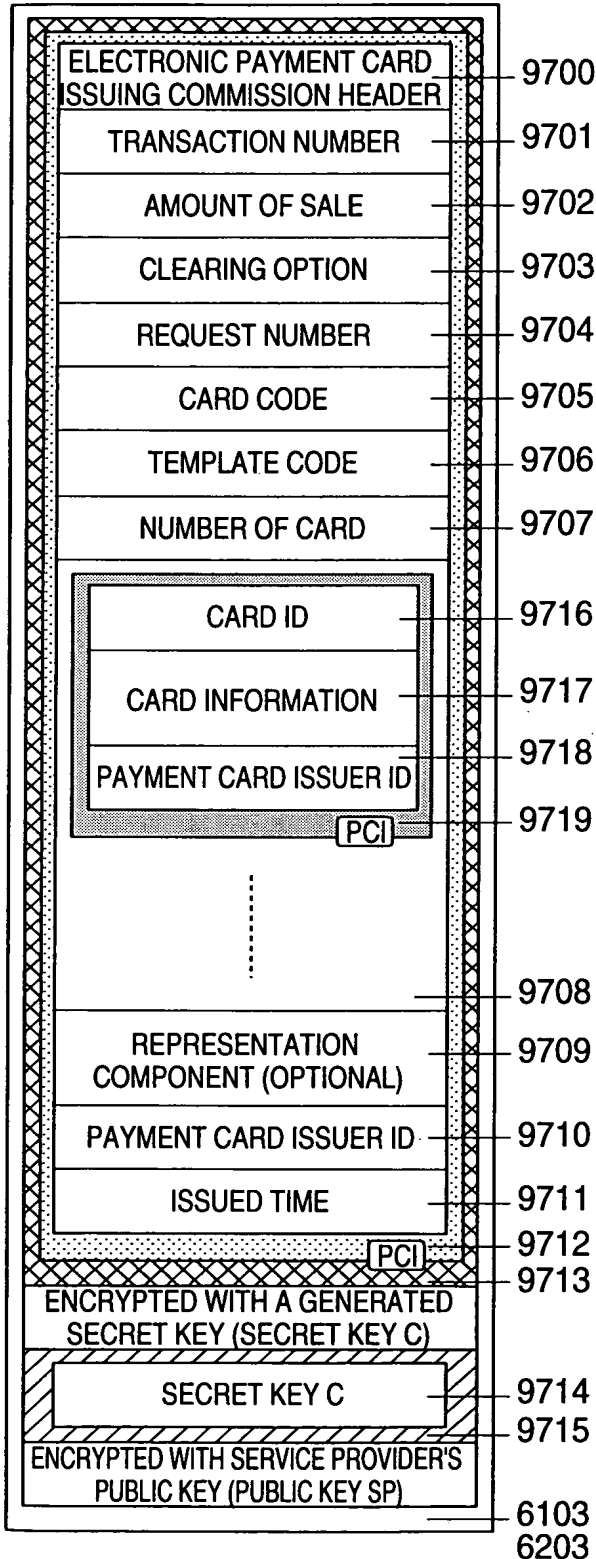 ELECTRONIC PAYMENT CARD
ISSUING COMMISSION HEADER
9700
TRANSACTION NUMBER
9701
AMOUNT OF SALE
9702
CLEARING OPTION
9703
REQUEST NUMBER
9704
CARD CODE
9705
TEMPLATE CODE
9706
NUMBER OF CARD
9707
CARD ID
9716
CARD INFORMATION
9717
9718
PAYMENT CARD ISSUER ID
PCI
9719
9708
REPRESENTATION
COMPONENT (OPTIONAL)
9709
PAYMENT CARD ISSUER ID
9710
ISSUED TIME
9711
PCI
9712
9713
ENCRYPTED WITH A GENERATED
SECRET KEY (SECRET KEY C)
SECRET KEY C
9714
9715
ENCRYPTED WITH SERVICE PROVIDER'S
PUBLIC KEY (PUBLIC KEY SP)
6103
6203